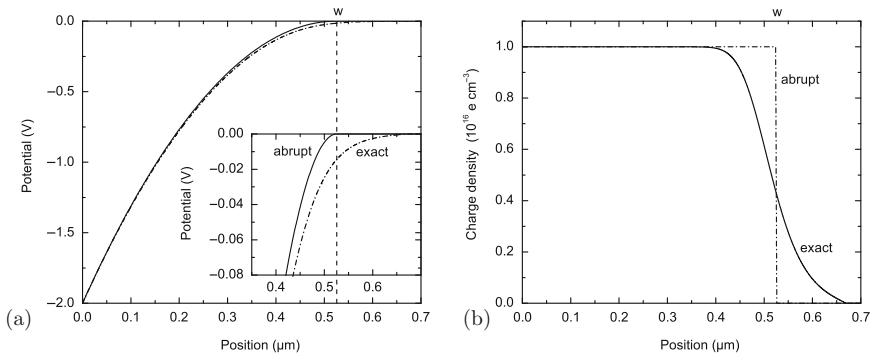 w
0.0
−0.5
−1.0
−1.5
−2.0
Potential (V)
0.0 0.1 0.2 0.3 0.4 0.5 0.6 0.7
Position (μm)
0.00
−0.02
−0.04
−0.06
−0.08
Potential (V)
0.4 0.5 0.6 0.7
abrupt
exact
(a)
w
1.0
0.8
0.6
0.4
0.2
0.0
Charge density (10¹⁶ e cm⁻³)
0.0 0.1 0.2 0.3 0.4 0.5 0.6 0.7
Position (μm)
abrupt
exact
(b)